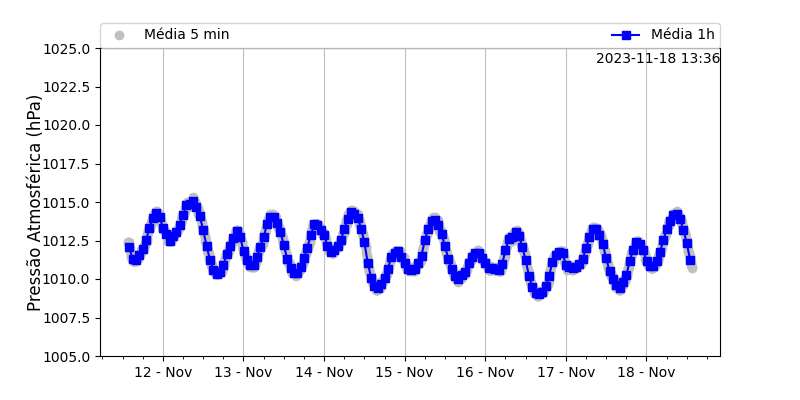 Média 5 min
Média 1h
2023-11-18 13:36
Pressão Atmosférica (hPa)
1025.0
1022.5
1020.0
1017.5
1015.0
1012.5
1010.0
1007.5
1005.0
12 - Nov
13 - Nov
14 - Nov
15 - Nov
16 - Nov
17 - Nov
18 - Nov